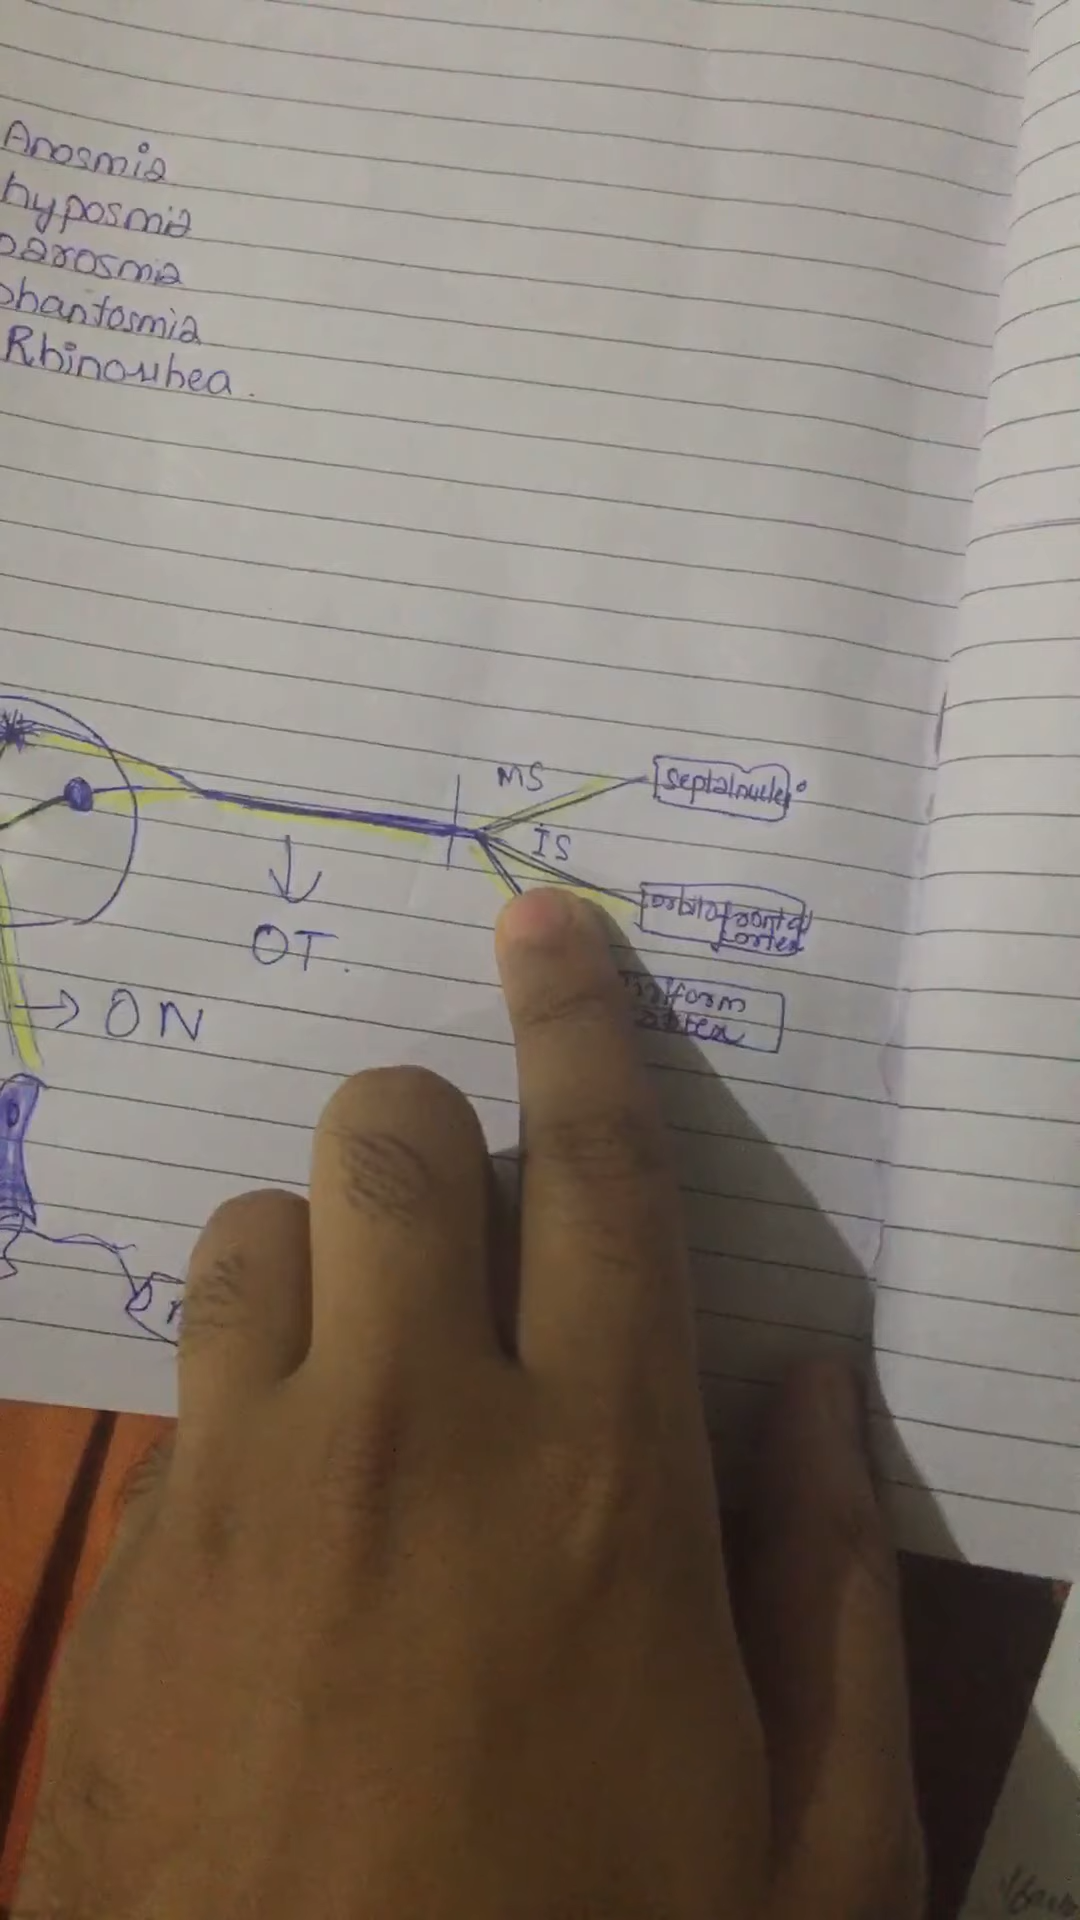 Anosmia
hyposmia
parosmia
phantosmia
Rhinorrhea.
MS
Septalnuclei
IS
orbitofrontal
cortex
OT.
ON